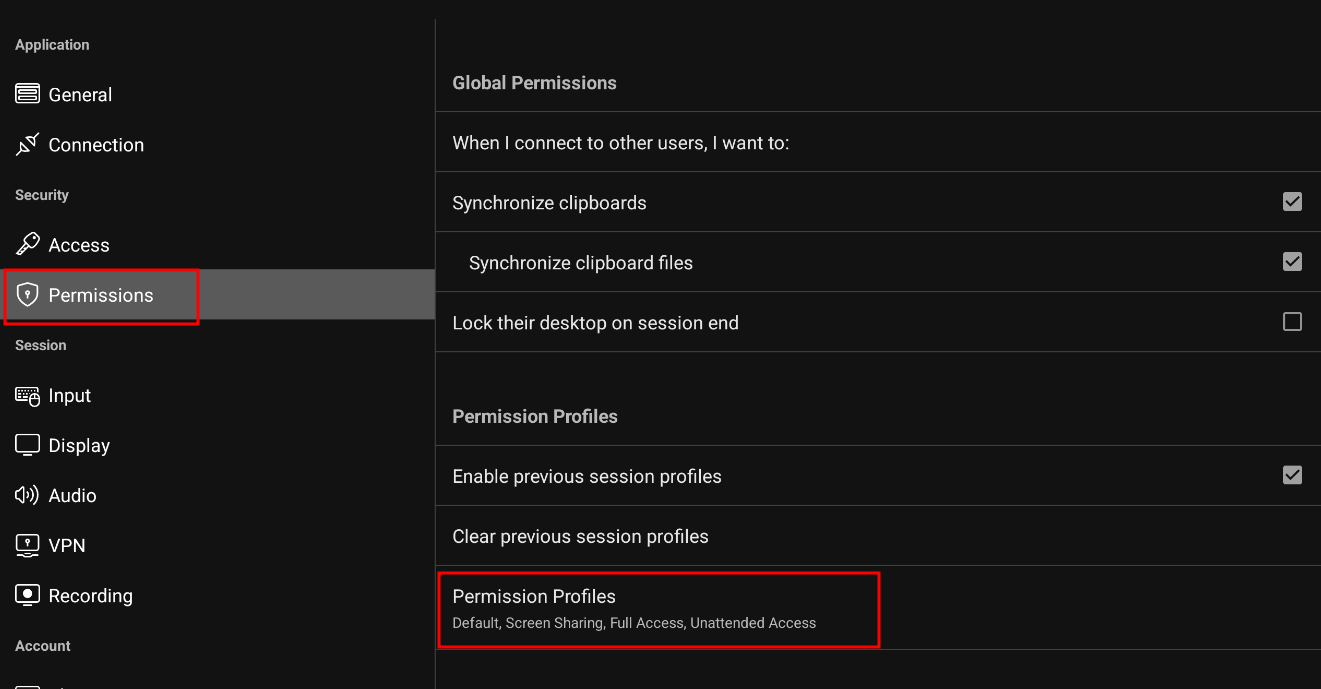 Application
General
Connection
Security
Access
Permissions
Session
Input
Display
Audio
VPN
Recording
Account
Global Permissions
When I connect to other users, I want to:
Synchronize clipboards
Synchronize clipboard files
Lock their desktop on session end
Permission Profiles
Enable previous session profiles
Clear previous session profiles
Permission Profiles
Default, Screen Sharing, Full Access, Unattended Access